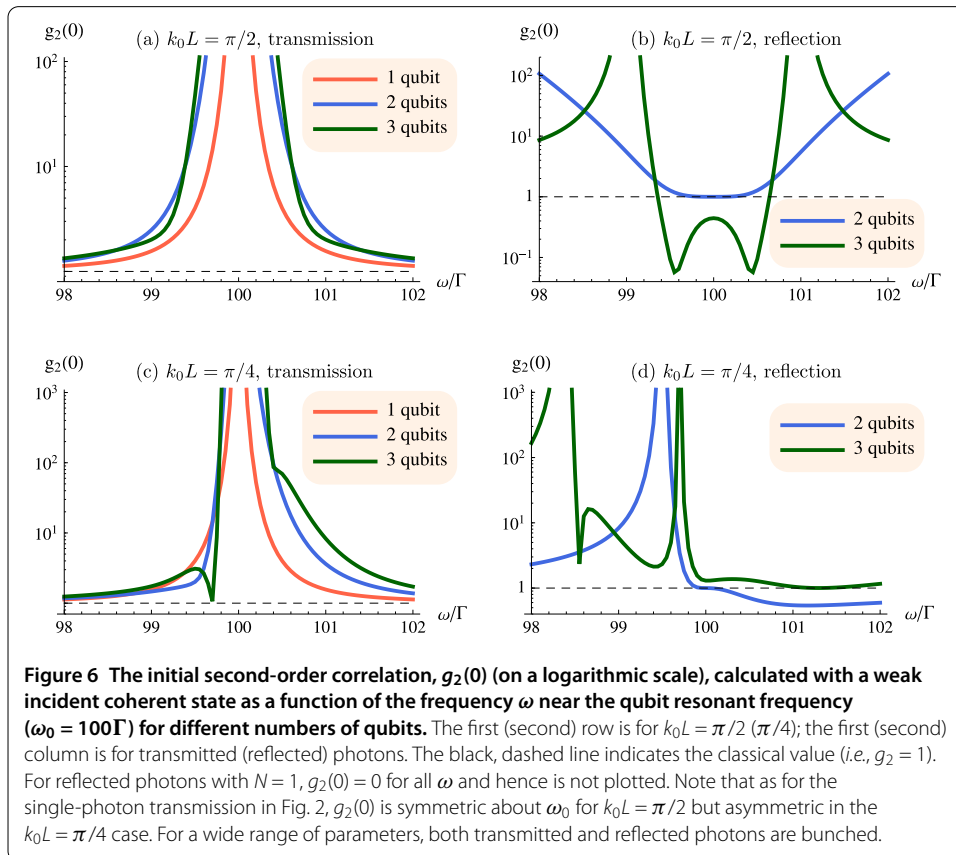 g₂(0)
(a) k₀L = π/2, transmission
10²
10¹
1 qubit
2 qubits
3 qubits
98 99 100 101 102
ω/Γ
g₂(0)
(b) k₀L = π/2, reflection
10²
10¹
1
10⁻¹
2 qubits
3 qubits
98 99 100 101 102
ω/Γ
g₂(0)
(c) k₀L = π/4, transmission
10³
10²
10¹
1 qubit
2 qubits
3 qubits
98 99 100 101 102
ω/Γ
g₂(0)
(d) k₀L = π/4, reflection
10³
10²
10¹
1
2 qubits
3 qubits
98 99 100 101 102
ω/Γ
Figure 6 The initial second-order correlation, g₂(0) (on a logarithmic scale), calculated with a weak
incident coherent state as a function of the frequency ω near the qubit resonant frequency
(ω₀ = 100Γ) for different numbers of qubits. The first (second) row is for k₀L = π/2 (π/4); the first (second)
column is for transmitted (reflected) photons. The black, dashed line indicates the classical value (i.e., g₂ = 1).
For reflected photons with N = 1, g₂(0) = 0 for all ω and hence is not plotted. Note that as for the
single-photon transmission in Fig. 2, g₂(0) is symmetric about ω₀ for k₀L = π/2 but asymmetric in the
k₀L = π/4 case. For a wide range of parameters, both transmitted and reflected photons are bunched.